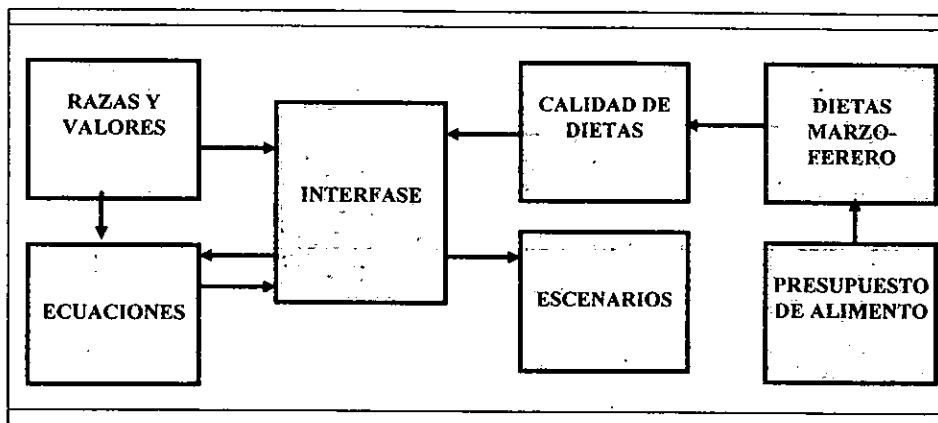 RAZAS Y
VALORES
INTERFASE
CALIDAD DE
DIETAS
DIETAS
MARZO-
FERERO
ECUACIONES
ESCENARIOS
PRESUPUESTO
DE ALIMENTO